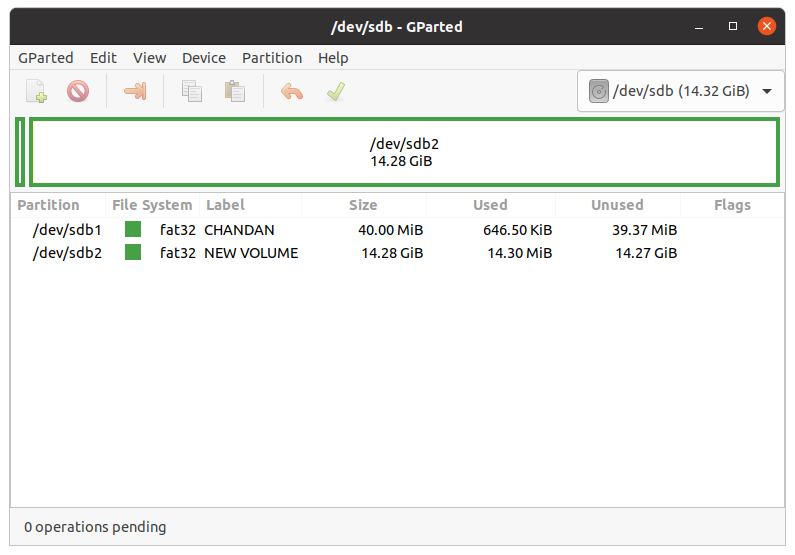 /dev/sdb - GParted
GParted Edit View Device Partition Help
/dev/sdb (14.32 GiB)
/dev/sdb2
14.28 GiB
Partition File System Label Size Used Unused Flags
/dev/sdb1 fat32 CHANDAN 40.00 MiB 646.50 KiB 39.37 MiB
/dev/sdb2 fat32 NEW VOLUME 14.28 GiB 14.30 MiB 14.27 GiB
0 operations pending